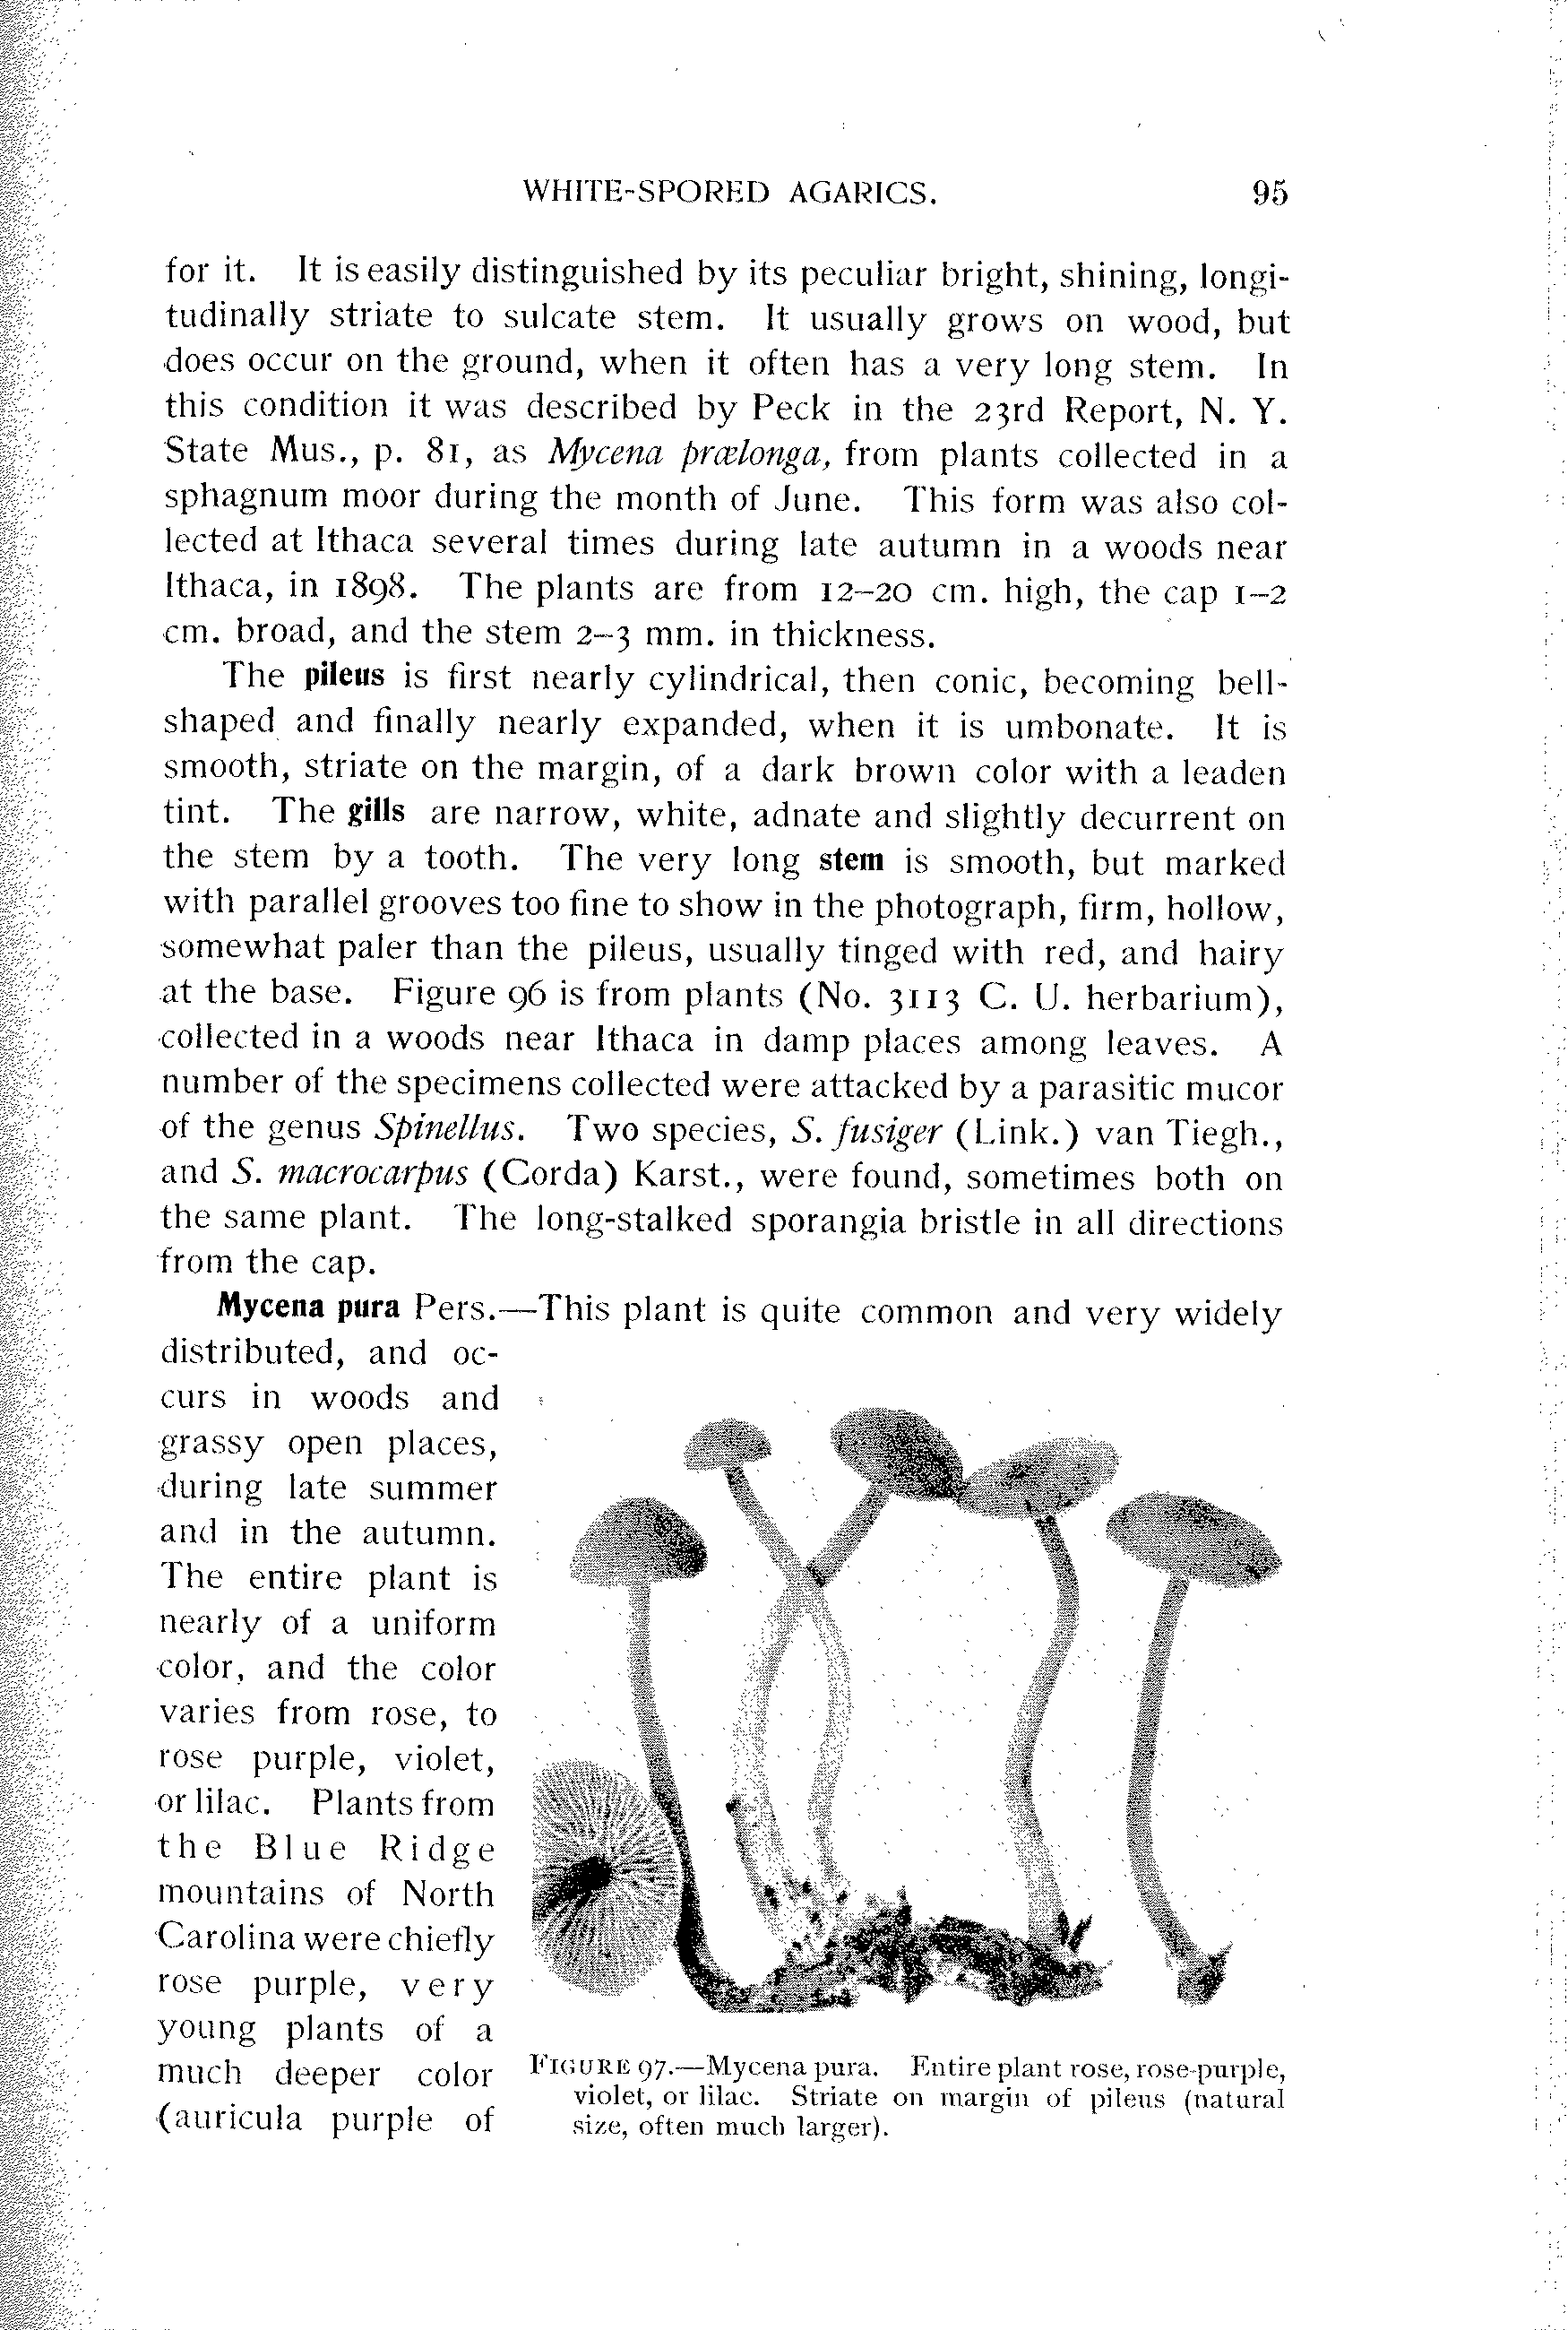 WHITE-SPORED AGARICS. 95
for it. It is easily distinguished by its peculiar bright, shining, longi-
tudinally striate to sulcate stem. It usually grows on wood, but
does occur on the ground, when it often has a very long stem. In
this condition it was described by Peck in the 23rd Report, N. Y.
State Mus., p. 81, as Mycena prælonga, from plants collected in a
sphagnum moor during the month of June. This form was also col-
lected at Ithaca several times during late autumn in a woods near
Ithaca, in 1898. The plants are from 12–20 cm. high, the cap 1–2
cm. broad, and the stem 2–3 mm. in thickness.
The pileus is first nearly cylindrical, then conic, becoming bell-
shaped and finally nearly expanded, when it is umbonate. It is
smooth, striate on the margin, of a dark brown color with a leaden
tint. The gills are narrow, white, adnate and slightly decurrent on
the stem by a tooth. The very long stem is smooth, but marked
with parallel grooves too fine to show in the photograph, firm, hollow,
somewhat paler than the pileus, usually tinged with red, and hairy
at the base. Figure 96 is from plants (No. 3113 C. U. herbarium),
collected in a woods near Ithaca in damp places among leaves. A
number of the specimens collected were attacked by a parasitic mucor
of the genus Spinellus. Two species, S. fusiger (Link.) van Tiegh.,
and S. macrocarpus (Corda) Karst., were found, sometimes both on
the same plant. The long-stalked sporangia bristle in all directions
from the cap.
Mycena pura Pers.—This plant is quite common and very widely
distributed, and oc-
curs in woods and
grassy open places,
during late summer
and in the autumn.
The entire plant is
nearly of a uniform
color, and the color
varies from rose, to
rose purple, violet,
or lilac. Plants from
the Blue Ridge
mountains of North
Carolina were chiefly
rose purple, very
young plants of a
much deeper color
(auricula purple of
FIGURE 97.—Mycena pura. Entire plant rose, rose-purple,
violet, or lilac. Striate on margin of pileus (natural
size, often much larger).